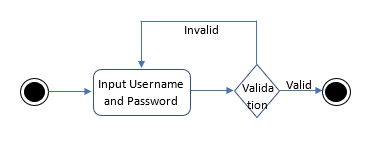 Invalid
Input Username
and Password
Valida
tion
Valid